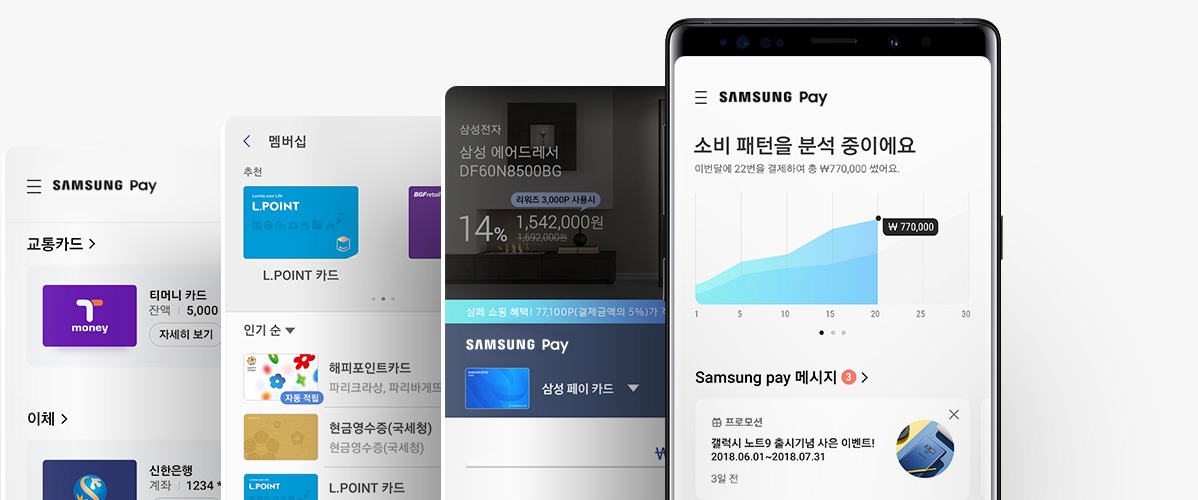 SAMSUNG Pay
교통카드 >
T
money
티머니 카드
잔액 | 5,000
자세히 보기
이체 >
신한은행
계좌 | 1234 *
멤버십
추천
Loving your Life
L.POINT
BGFretail
L.POINT 카드
인기 순
자동 적립
해피포인트카드
파리크라상, 파리바게뜨
현금영수증(국세청)
현금영수증(국세청)
L.POINT
L.POINT 카드
삼성전자
삼성 에어드레서
DF60N8500BG
리워즈 3,000P 사용시
14% 1,542,000원
1,692,000원
삼페 쇼핑 혜택! 77,100P(결제금액의 5%)가
SAMSUNG Pay
삼성 페이 카드
₩
SAMSUNG Pay
소비 패턴을 분석 중이에요
이번달에 22번을 결제하여 총 ₩770,000 썼어요.
₩ 770,000
1 5 10 15 20 25 30
Samsung pay 메시지 3 >
프로모션
갤럭시 노트9 출시기념 사은 이벤트!
2018.06.01~2018.07.31
3일 전